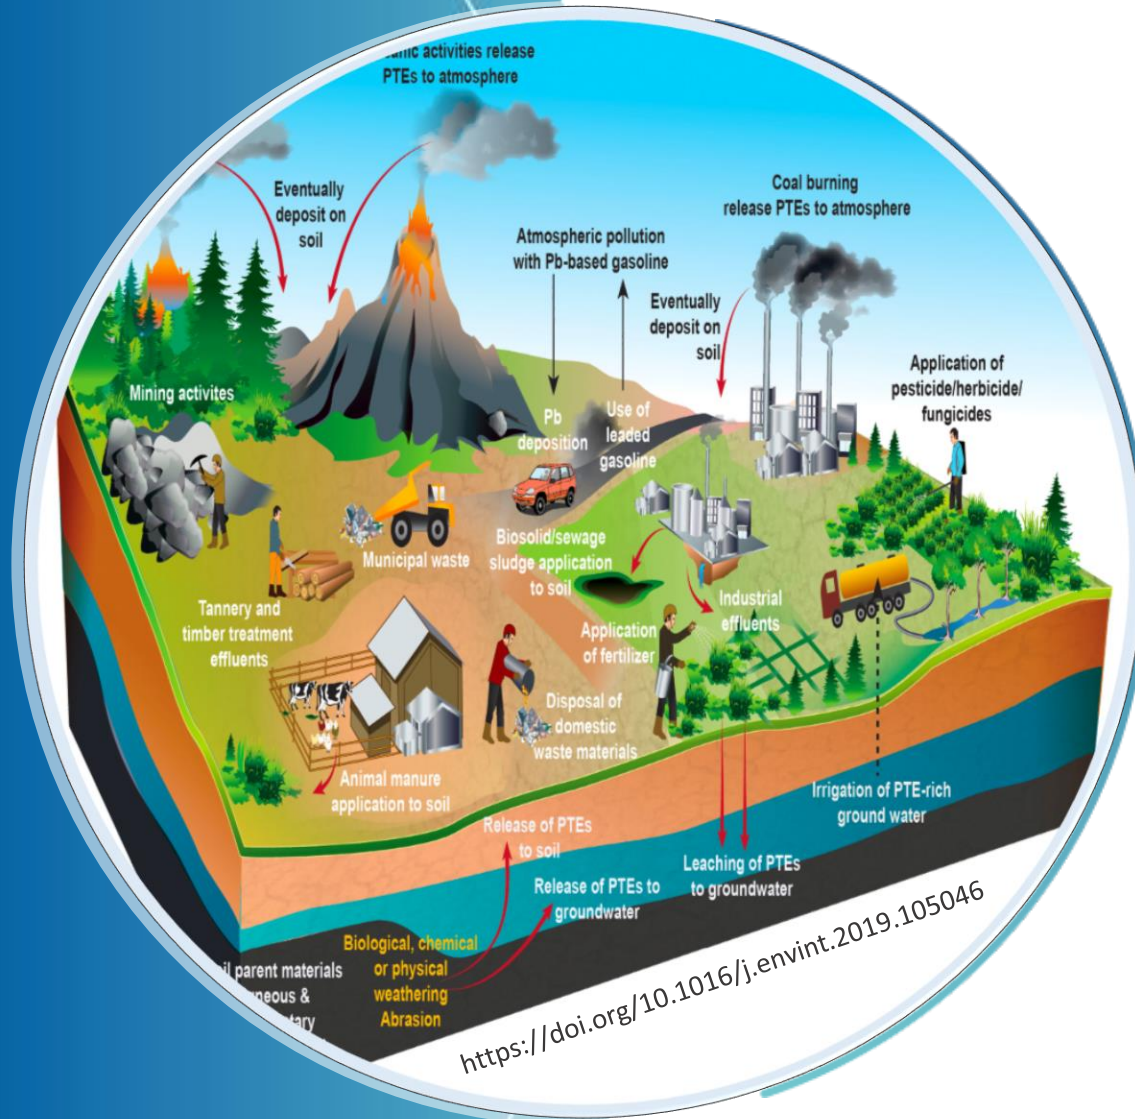 activities release
PTEs to atmosphere
Eventually
deposit on
soil
Coal burning
release PTEs to atmosphere
Atmospheric pollution
with Pb-based gasoline
Eventually
deposit on
soil
Application of
pesticide/herbicide/
fungicides
Mining activites
Pb
deposition
Use of
leaded
gasoline
Municipal waste
Biosolid/sewage
sludge application
to soil
Tannery and
timber treatment
effluents
Industrial
effluents
Application
of fertilizer
Disposal of
domestic
waste materials
Animal manure
application to soil
Irrigation of PTE-rich
ground water
Release of PTEs
to soil
Leaching of PTEs
to groundwater
Release of PTEs to
groundwater
Biological, chemical
or physical
weathering
Abrasion
parent materials
&
https://doi.org/10.1016/j.envint.2019.105046